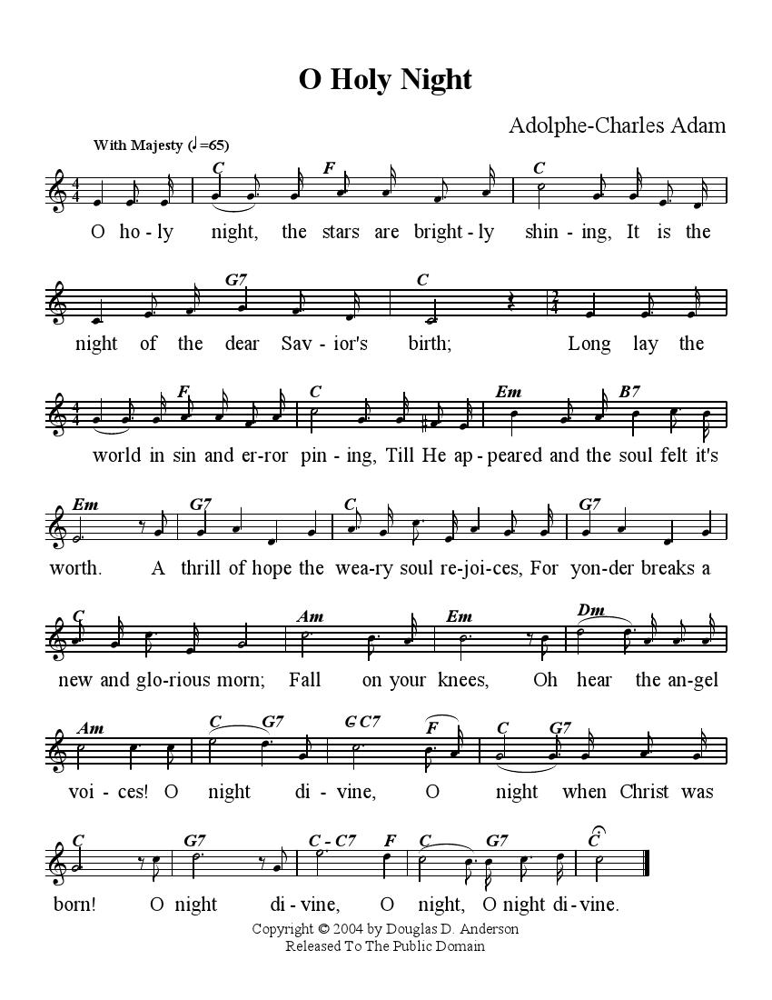 O Holy Night
Adolphe-Charles Adam
With Majesty (♩=65)
C F C
4 4
O ho - ly night, the stars are bright - ly shin - ing, It is the
G7 C
2 4
night of the dear Sav - ior's birth; Long lay the
F C Em B7
4 4
world in sin and er-ror pin - ing, Till He ap - peared and the soul felt it's
Em G7 C G7
worth. A thrill of hope the wea-ry soul re-joi-ces, For yon-der breaks a
C Am Em Dm
new and glo-rious morn; Fall on your knees, Oh hear the an-gel
Am C G7 C C7 F C G7
voi - ces! O night di - vine, O night when Christ was
C G7 C - C7 F C G7 C
born! O night di - vine, O night, O night di - vine.
Copyright © 2004 by Douglas D. Anderson
Released To The Public Domain